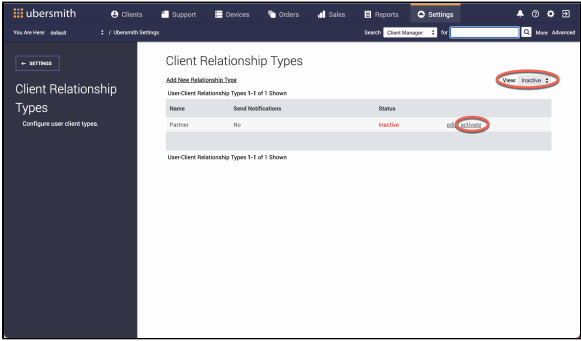 ubersmith
Clients
Support
Devices
Orders
Sales
Reports
Settings
You Are Here: default / Ubersmith Settings
Search Client Manager for More Advanced
← SETTINGS
Client Relationship
Types
Configure user client types.
Client Relationship Types
Add New Relationship Type
View: Inactive
User-Client Relationship Types 1-1 of 1 Shown
Name Send Notifications Status
Partner No Inactive edit activate
User-Client Relationship Types 1-1 of 1 Shown